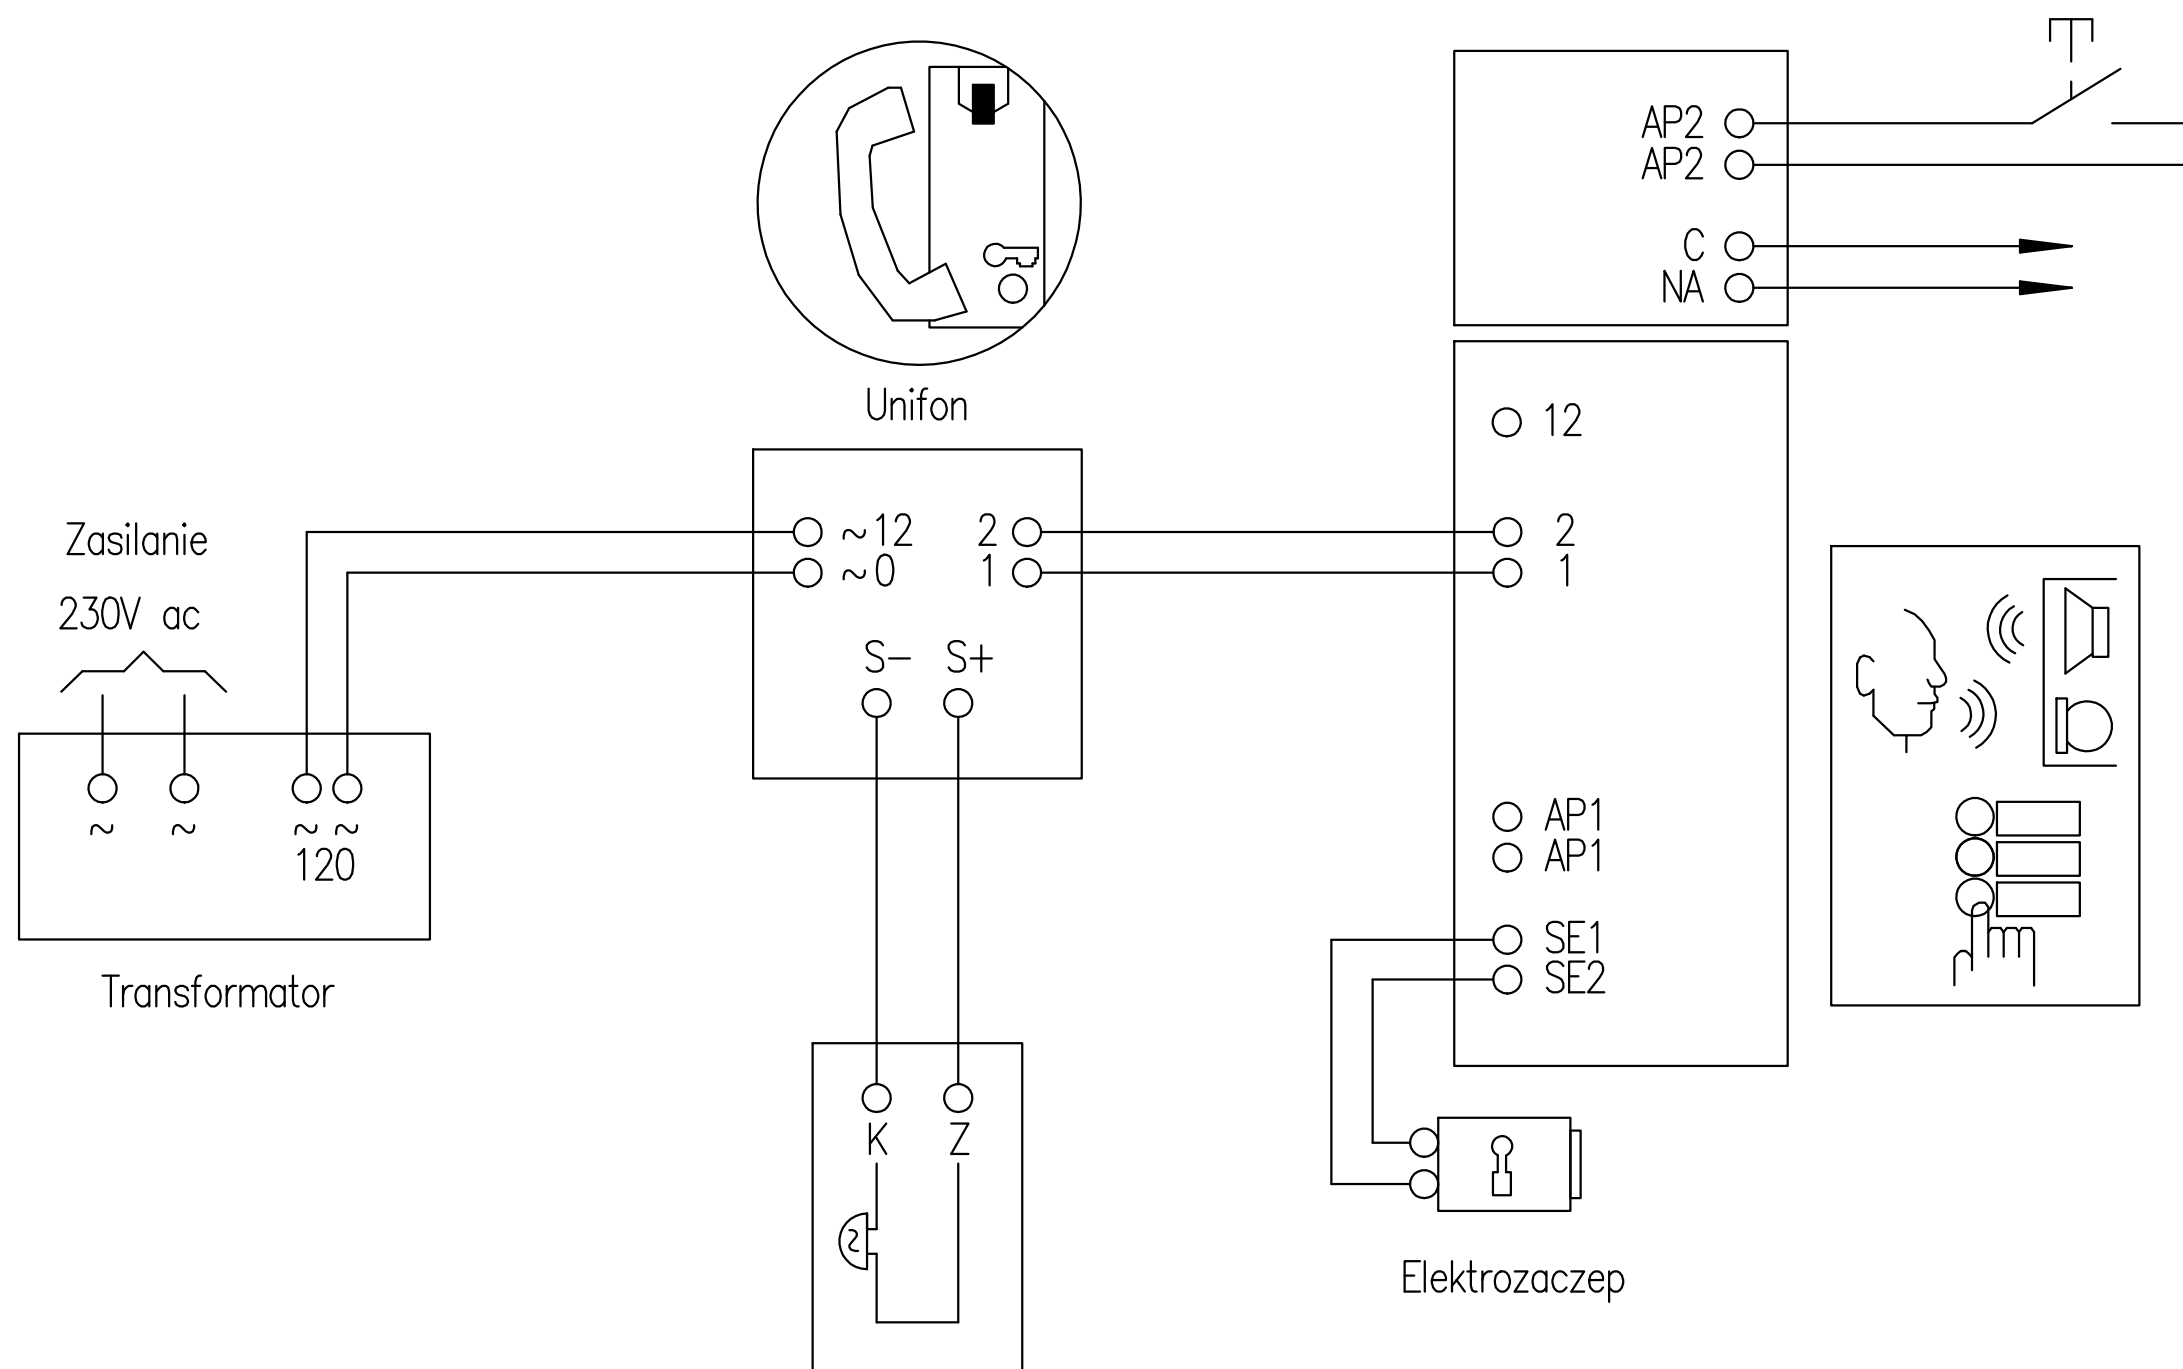 AP2
AP2
C
NA
Unifon
12
~12 2
~0 1
2
1
S- S+
Zasilanie
230V ac
~ ~ ~ ~
120
Transformator
AP1
AP1
SE1
SE2
K Z
~
Elektrozaczep